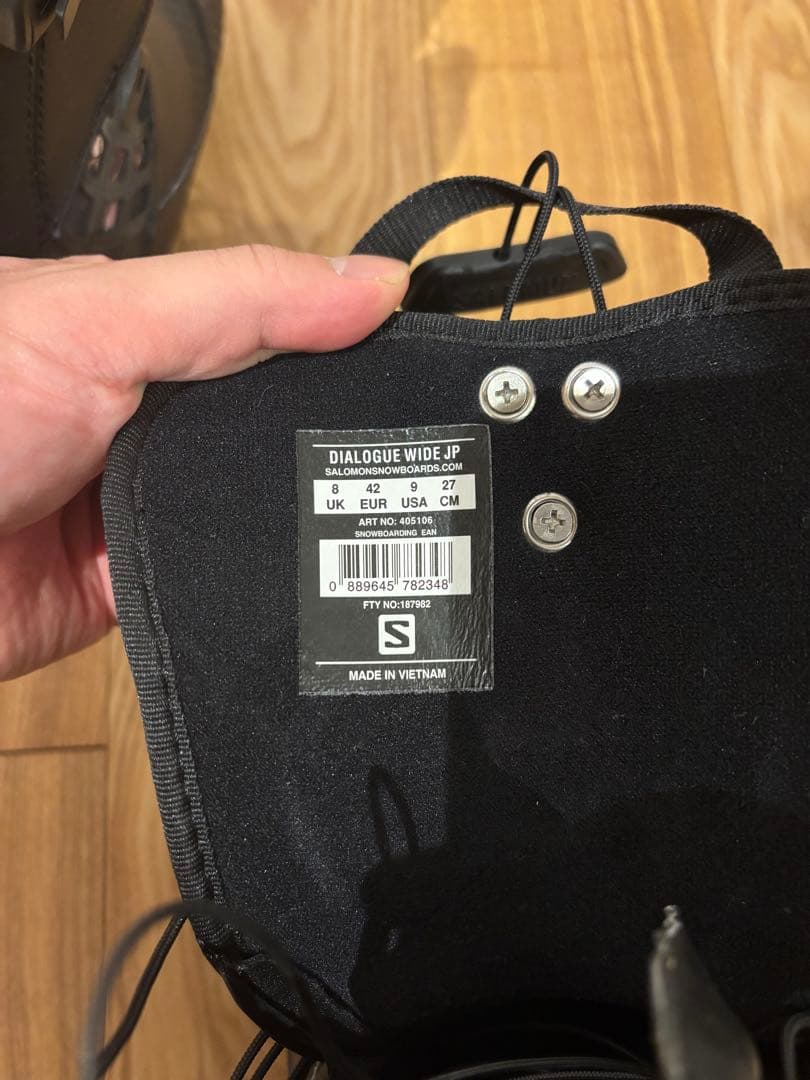 DIALOGUE WIDE JP
SALOMONSNOWBOARDS.COM
8 42 9 27
UK EUR USA CM
ART NO: 405106
SNOWBOARDING EAN
0 889645 782348
FTY NO:187982
S
MADE IN VIETNAM